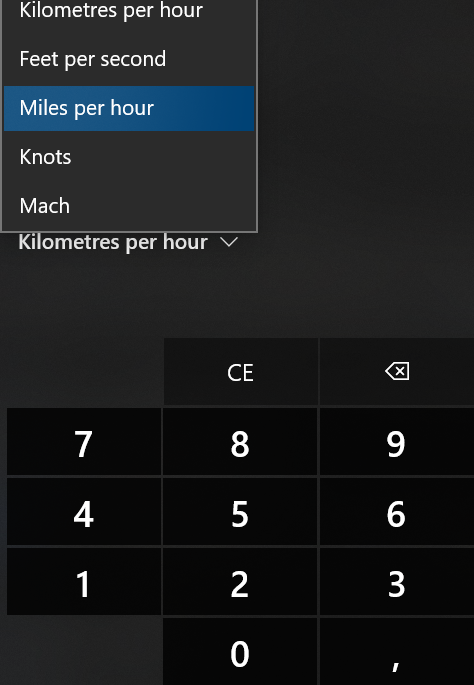 Kilometres per hour
Feet per second
Miles per hour
Knots
Mach
Kilometres per hour
CE
7 8 9
4 5 6
1 2 3
0 ,